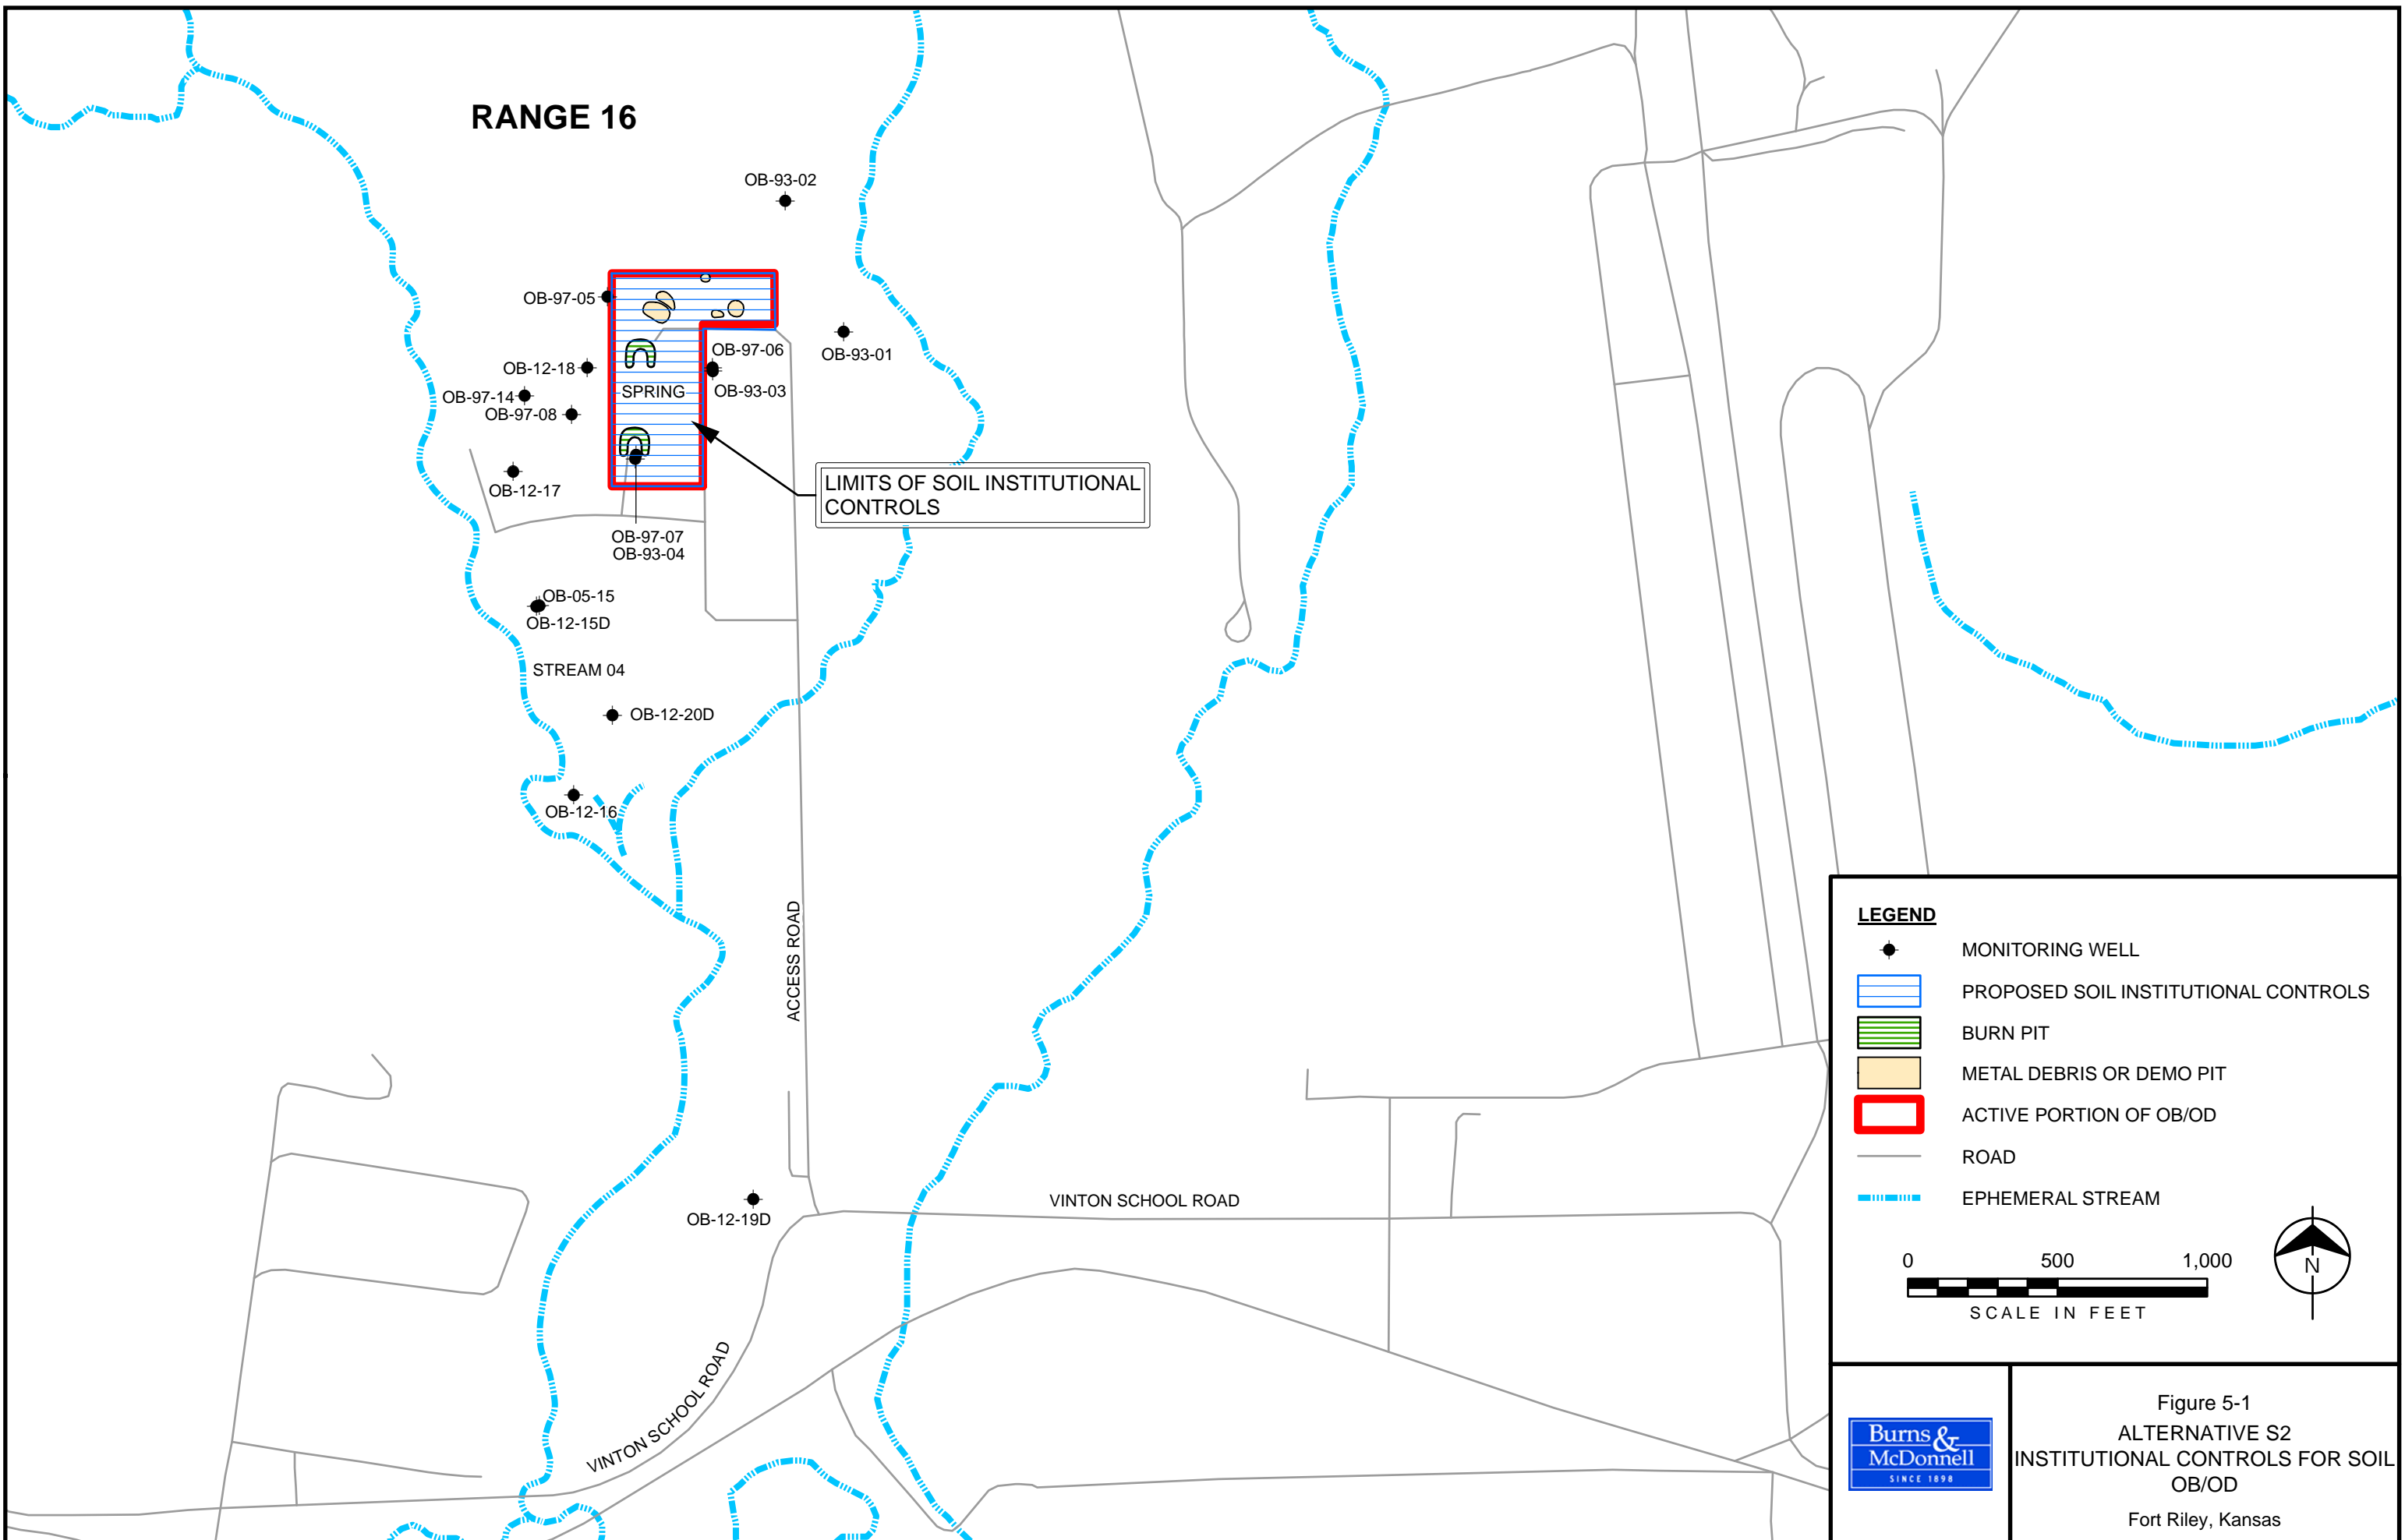 RANGE 16
OB-93-02
OB-97-05
OB-93-01
OB-97-06
OB-12-18
OB-93-03
SPRING
OB-97-14
OB-97-08
OB-12-17
LIMITS OF SOIL INSTITUTIONAL
CONTROLS
OB-97-07
OB-93-04
OB-05-15
OB-12-15D
STREAM 04
OB-12-20D
OB-12-16
ACCESS ROAD
OB-12-19D
VINTON SCHOOL ROAD
VINTON SCHOOL ROAD
LEGEND
MONITORING WELL
PROPOSED SOIL INSTITUTIONAL CONTROLS
BURN PIT
METAL DEBRIS OR DEMO PIT
ACTIVE PORTION OF OB/OD
ROAD
EPHEMERAL STREAM
0 500 1,000
SCALE IN FEET
N
Burns &
McDonnell
SINCE 1898
Figure 5-1
ALTERNATIVE S2
INSTITUTIONAL CONTROLS FOR SOIL
OB/OD
Fort Riley, Kansas